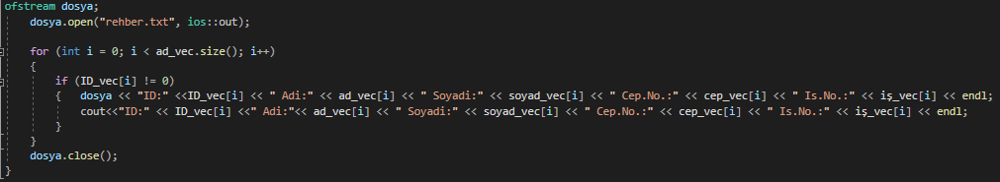 ofstream dosya;
dosya.open("rehber.txt", ios::out);
for (int i = 0; i < ad_vec.size(); i++)
{
if (ID_vec[i] != 0)
{   dosya << "ID:" <<ID_vec[i] << " Adi:" << ad_vec[i] << " Soyadi:" << soyad_vec[i] << " Cep.No.:" << cep_vec[i] << " Is.No.:" << iş_vec[i] << endl;
cout<<"ID:" << ID_vec[i] <<" Adi:"<< ad_vec[i] << " Soyadi:" << soyad_vec[i] << " Cep.No.:" << cep_vec[i] << " Is.No.:" << iş_vec[i] << endl;
}
}
dosya.close();
}